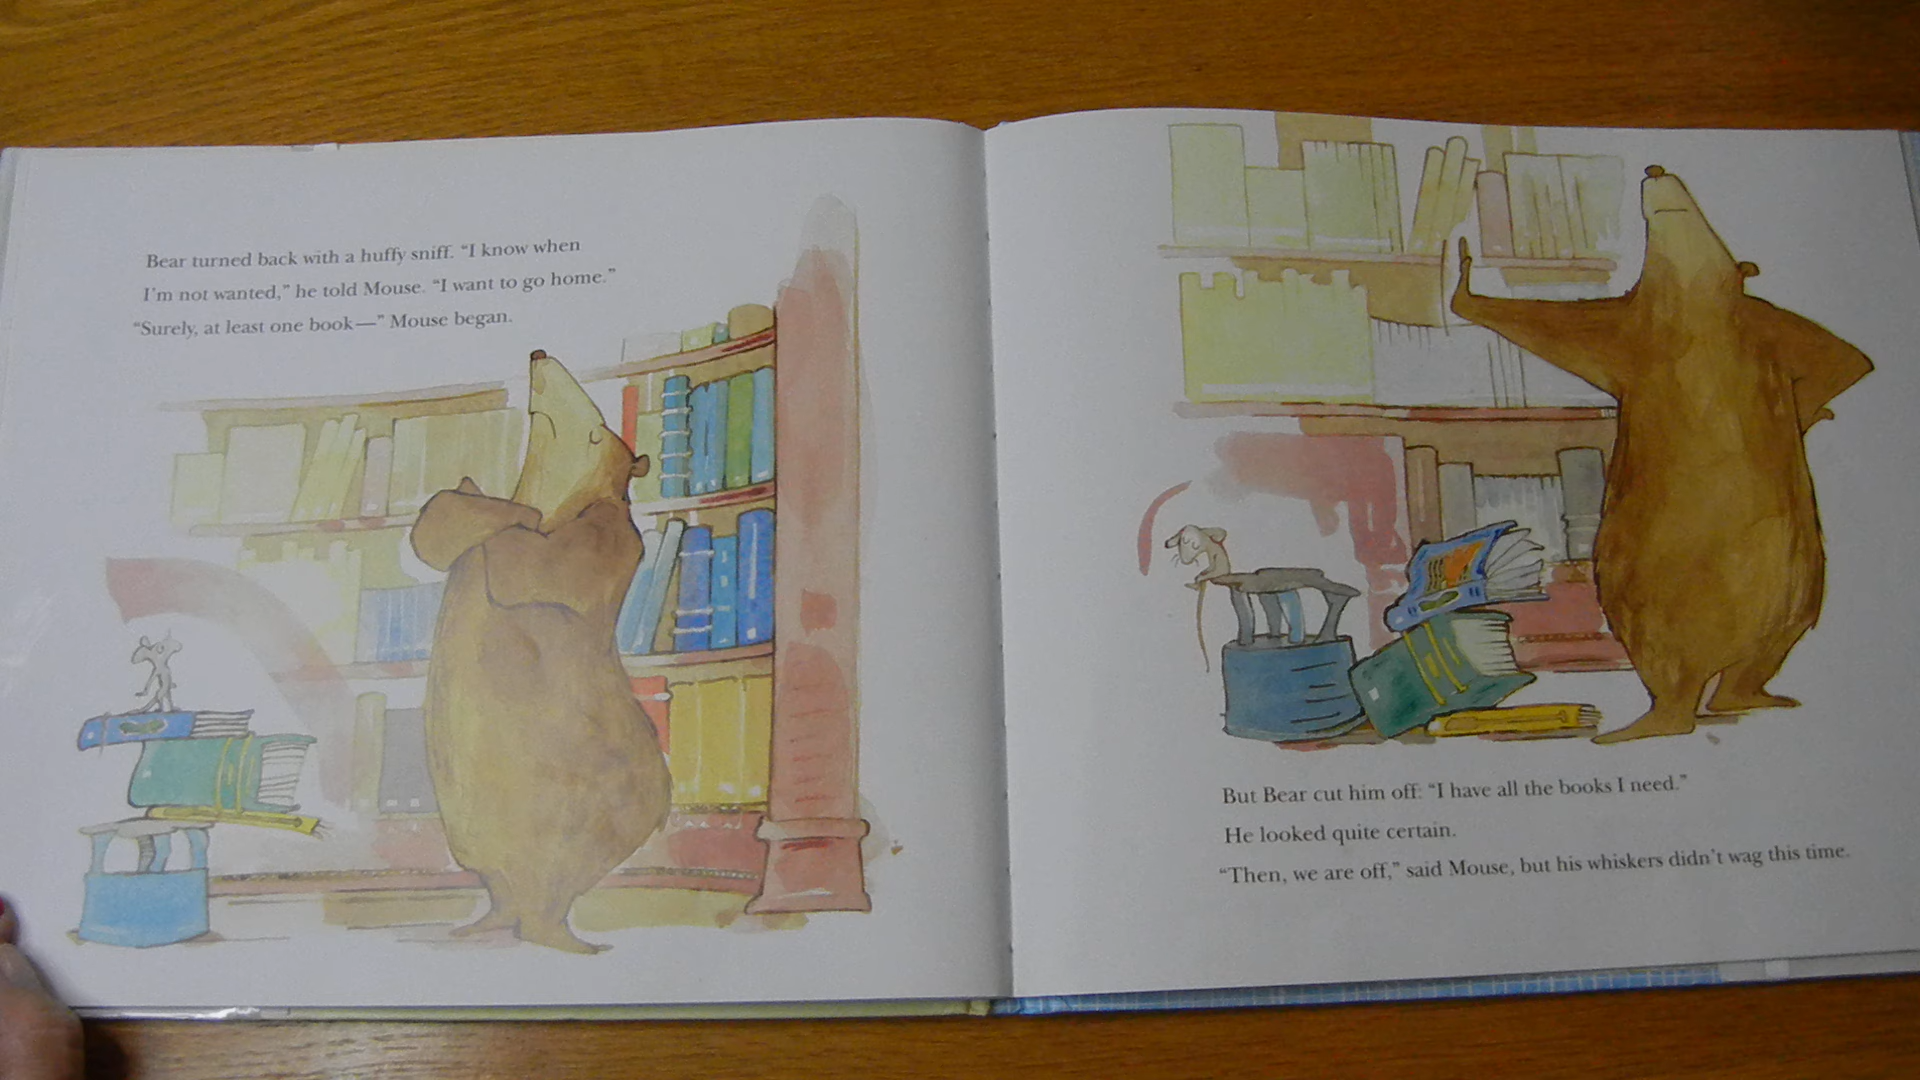 Bear turned back with a huffy sniff. “I know when
I’m not wanted,” he told Mouse. “I want to go home.”
“Surely, at least one book—” Mouse began.
But Bear cut him off: “I have all the books I need.”
He looked quite certain.
“Then, we are off,” said Mouse, but his whiskers didn’t wag this time.